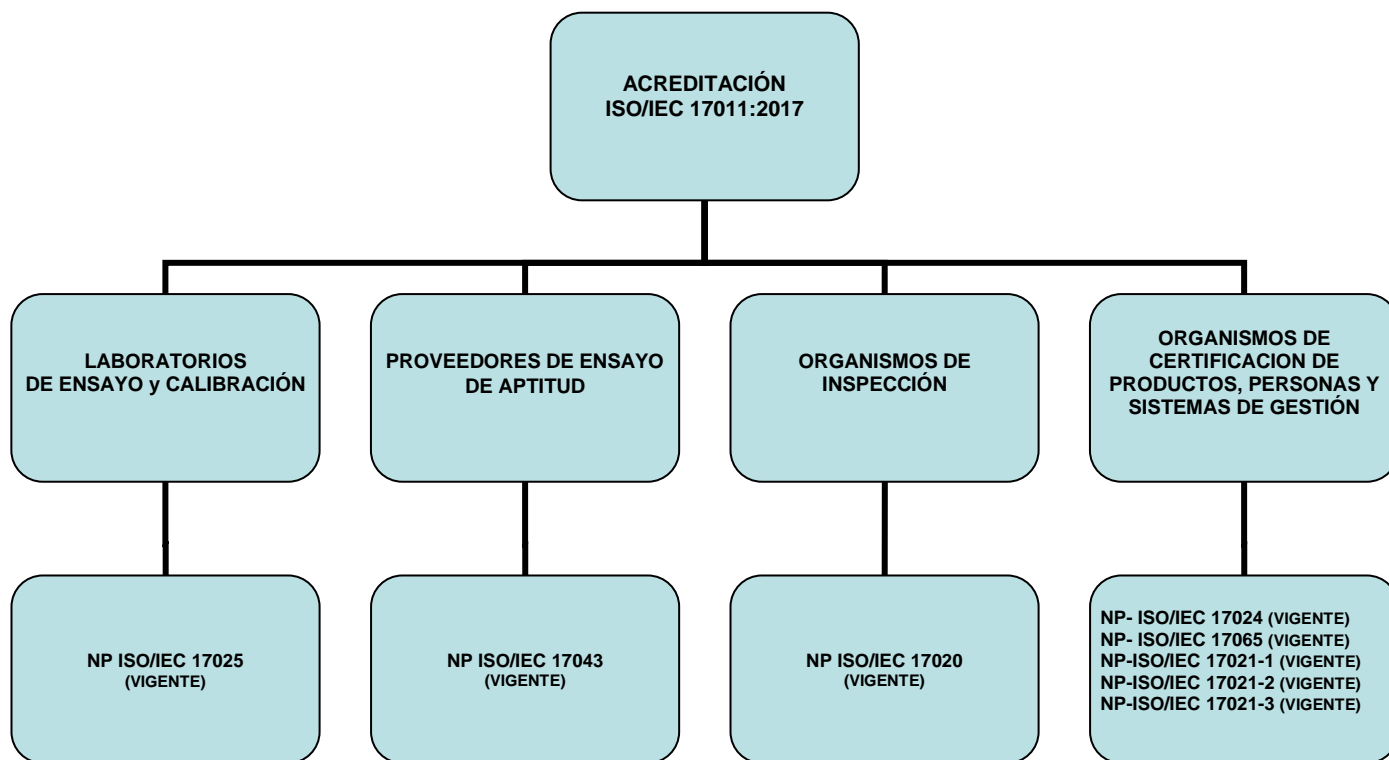 ACREDITACIÓN
ISO/IEC 17011:2017
LABORATORIOS
DE ENSAYO y CALIBRACIÓN
PROVEEDORES DE ENSAYO
DE APTITUD
ORGANISMOS DE
INSPECCIÓN
ORGANISMOS DE
CERTIFICACION DE
PRODUCTOS, PERSONAS Y
SISTEMAS DE GESTIÓN
NP ISO/IEC 17025
(VIGENTE)
NP ISO/IEC 17043
(VIGENTE)
NP ISO/IEC 17020
(VIGENTE)
NP- ISO/IEC 17024 (VIGENTE)
NP- ISO/IEC 17065 (VIGENTE)
NP-ISO/IEC 17021-1 (VIGENTE)
NP-ISO/IEC 17021-2 (VIGENTE)
NP-ISO/IEC 17021-3 (VIGENTE)